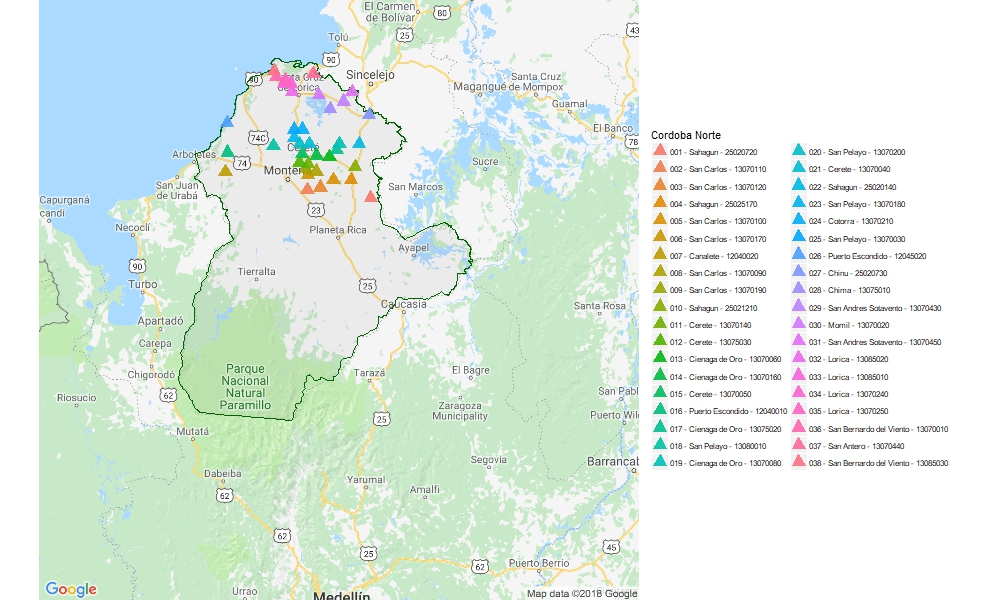 El Carmen
de Bolívar
80
25
43
Tolú
90
90
Santa Cruz
de Lorica
Sincelejo
Santa Cruz
Magangué de Mompox
Guamal
El Banco
78
74C
Cereté
Arboletes
74
Montería
Sucre
San Juan
de Urabá
San Marcos
Capurganá
candi
Necoclí
23
Planeta Rica
Ayapel
90
Turbo
Tierralta
25
Caucasia
Santa Rosa
Apartadó
Carepa
Chigorodó
62
Riosucio
Parque
Nacional
Natural
Paramillo
Tarazá
El Bagre
San Pabl
Puerto Wil
Zaragoza
Municipality
25
Mutatá
Dabeiba
Segovia
Barrancab
62
Yarumal
Amalfi
62
25
45
62
Puerto Berrio
Urrao
Medellín
Google
Map data ©2018 Google
Cordoba Norte
001 - Sahagun - 25020720
002 - San Carlos - 13070110
003 - San Carlos - 13070120
004 - Sahagun - 25025170
005 - San Carlos - 13070100
006 - San Carlos - 13070170
007 - Canalete - 12040020
008 - San Carlos - 13070090
009 - San Carlos - 13070190
010 - Sahagun - 25021210
011 - Cerete - 13070140
012 - Cerete - 13075030
013 - Cienaga de Oro - 13070060
014 - Cienaga de Oro - 13070160
015 - Cerete - 13070050
016 - Puerto Escondido - 12040010
017 - Cienaga de Oro - 13075020
018 - San Pelayo - 13080010
019 - Cienaga de Oro - 13070080
020 - San Pelayo - 13070200
021 - Cerete - 13070040
022 - Sahagun - 25020140
023 - San Pelayo - 13070180
024 - Cotorra - 13070210
025 - San Pelayo - 13070030
026 - Puerto Escondido - 12045020
027 - Chinu - 25020730
028 - Chima - 13075010
029 - San Andres Sotavento - 13070430
030 - Momil - 13070020
031 - San Andres Sotavento - 13070450
032 - Lorica - 13085020
033 - Lorica - 13085010
034 - Lorica - 13070240
035 - Lorica - 13070250
036 - San Bernardo del Viento - 13070010
037 - San Antero - 13070440
038 - San Bernardo del Viento - 13085030